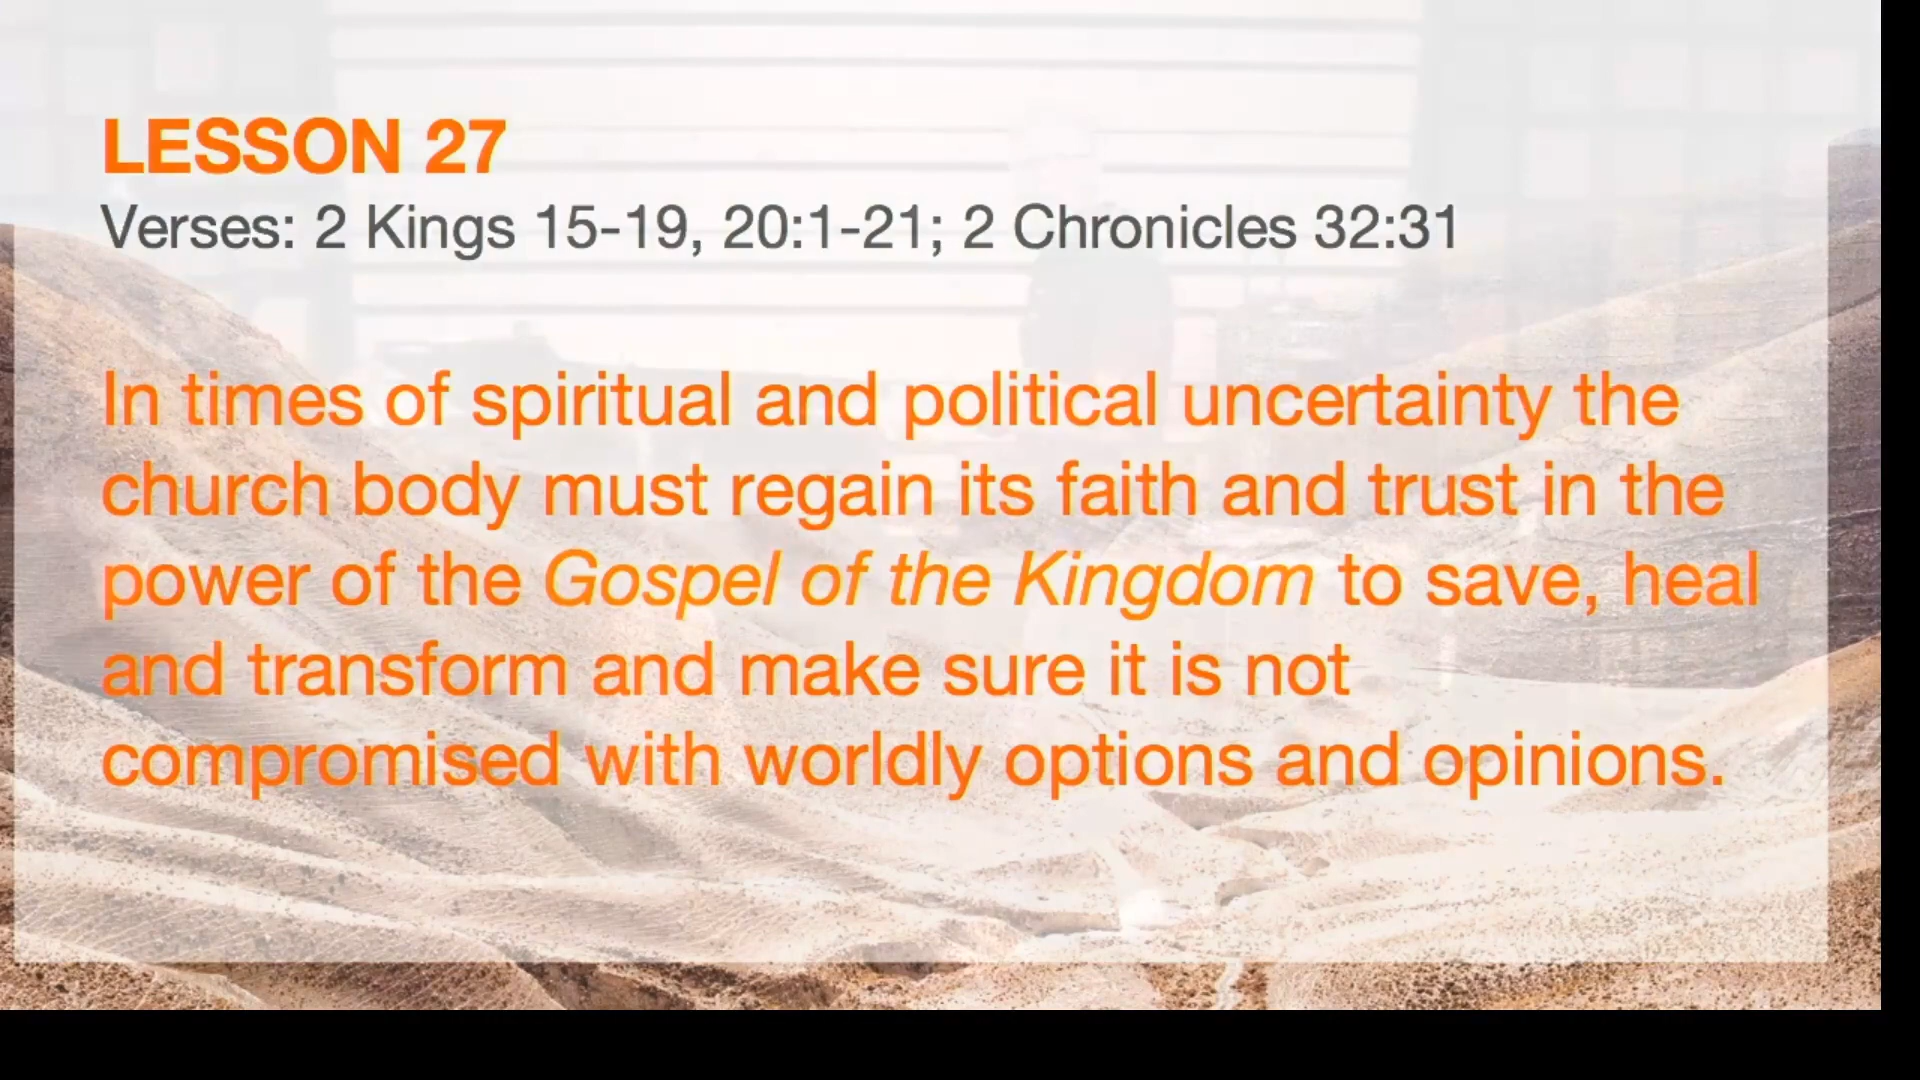 LESSON 27
Verses: 2 Kings 15-19, 20:1-21; 2 Chronicles 32:31
In times of spiritual and political uncertainty the
church body must regain its faith and trust in the
power of the Gospel of the Kingdom to save, heal
and transform and make sure it is not
compromised with worldly options and opinions.